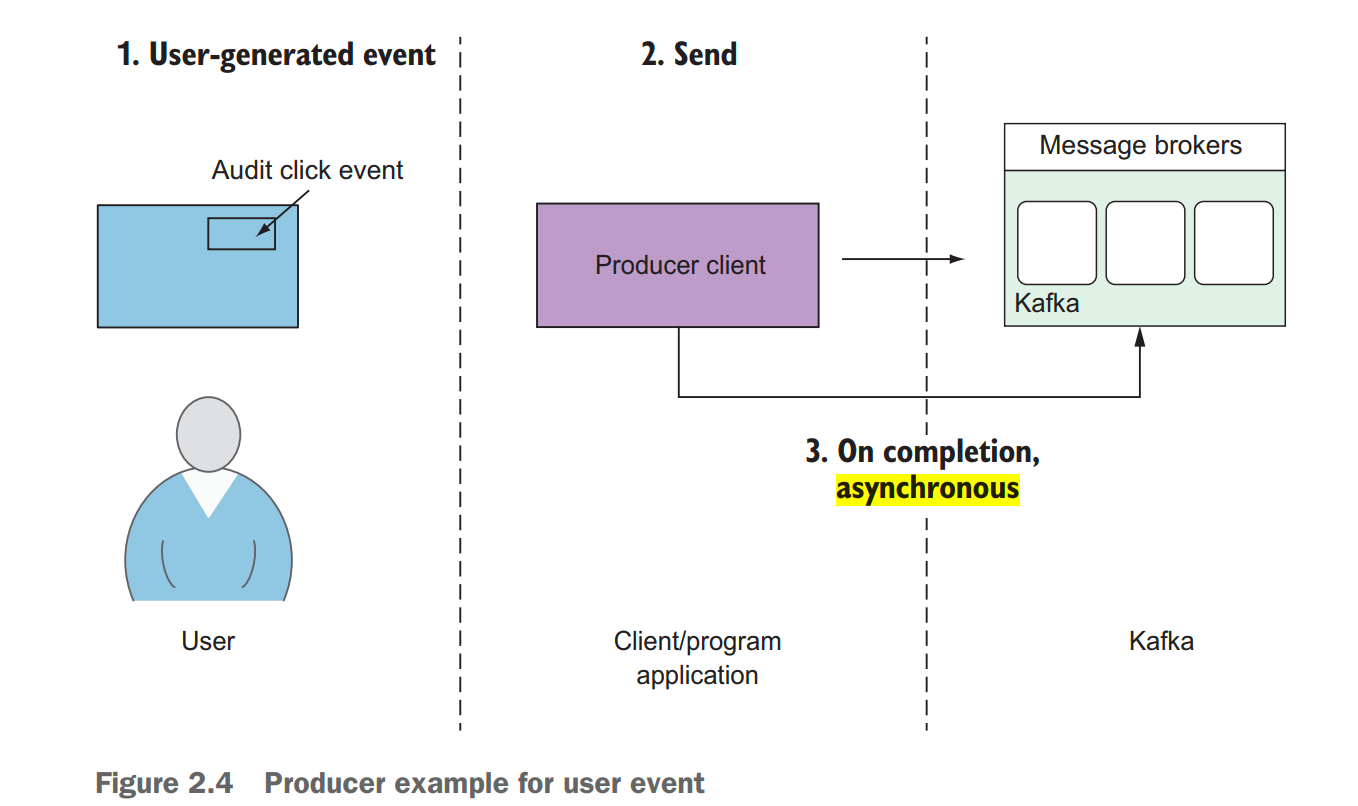 1. User-generated event
2. Send
Audit click event
Message brokers
Producer client
Kafka
3. On completion,
asynchronous
User
Client/program
application
Kafka
Figure 2.4 Producer example for user event